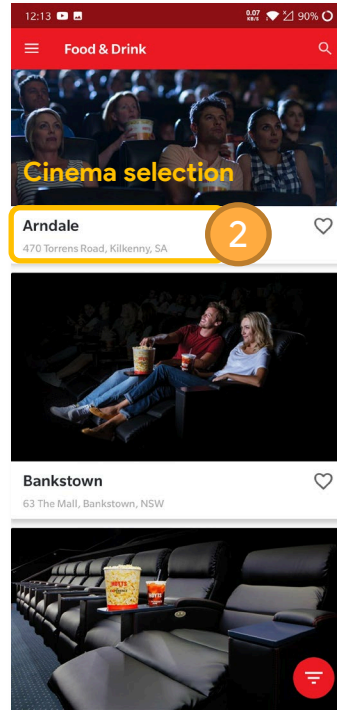 12:13
0.07
KB/S
90%
Food & Drink
Cinema selection
Arndale
470 Torrens Road, Kilkenny, SA
2
Bankstown
63 The Mall, Bankstown, NSW
HOYTS
HOYTS